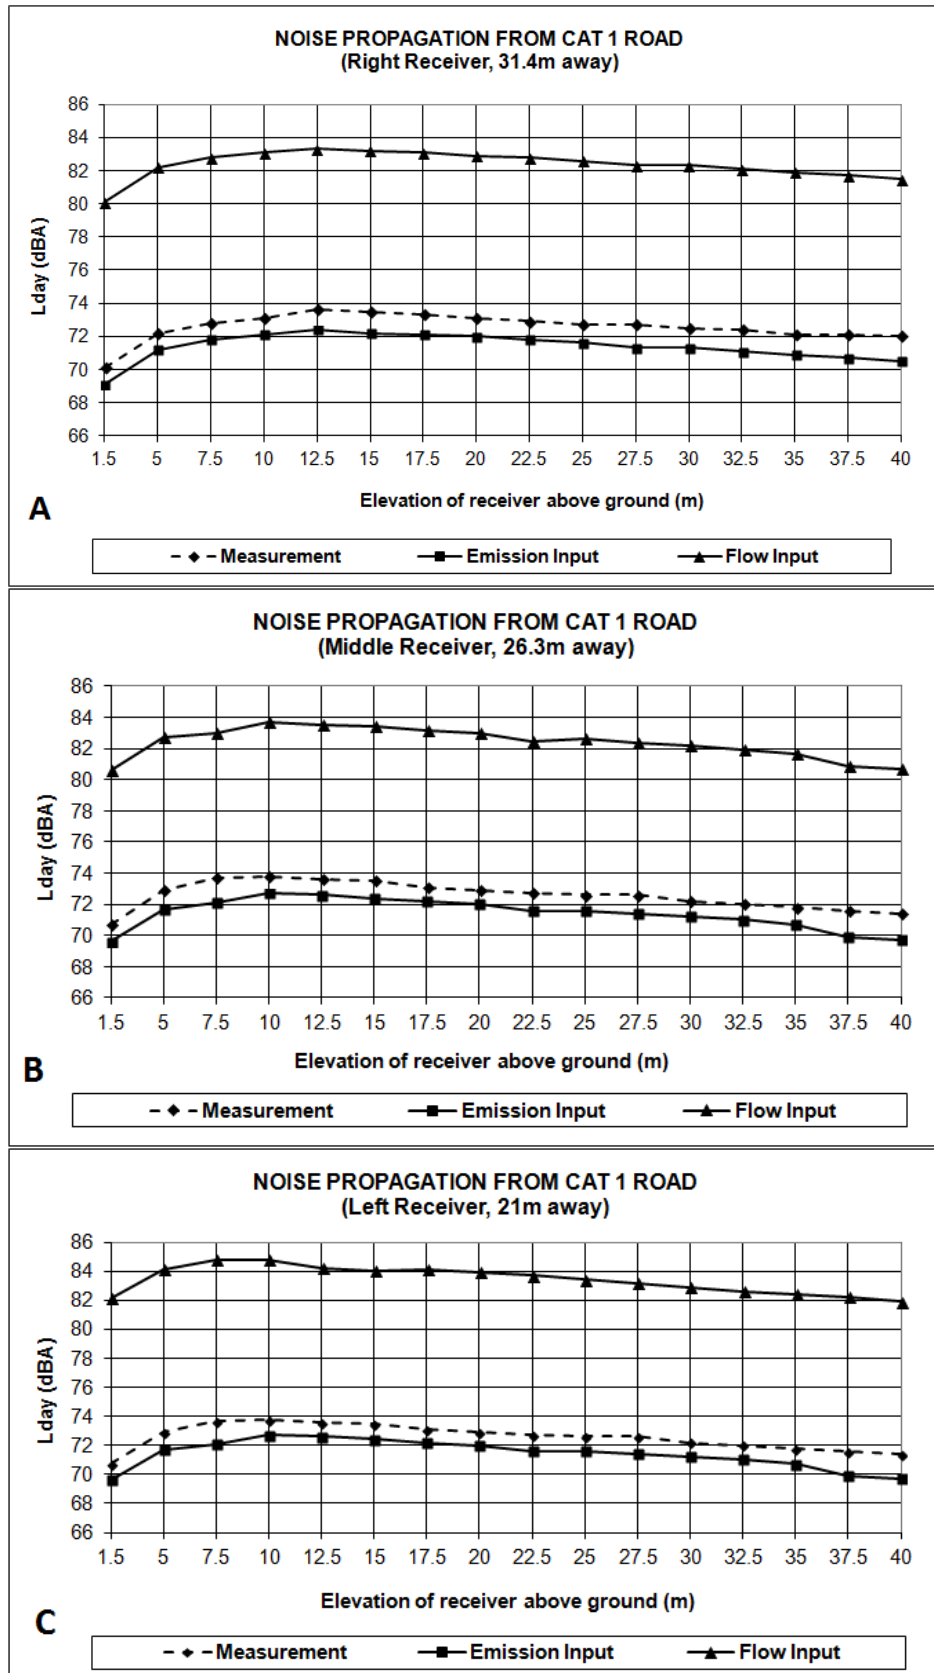 NOISE PROPAGATION FROM CAT 1 ROAD
(Right Receiver, 31.4m away)
86
84
82
80
78
76
74
72
70
68
66
Lday (dBA)
1.5 5 7.5 10 12.5 15 17.5 20 22.5 25 27.5 30 32.5 35 37.5 40
Elevation of receiver above ground (m)
A
Measurement Emission Input Flow Input
NOISE PROPAGATION FROM CAT 1 ROAD
(Middle Receiver, 26.3m away)
86
84
82
80
78
76
74
72
70
68
66
Lday (dBA)
1.5 5 7.5 10 12.5 15 17.5 20 22.5 25 27.5 30 32.5 35 37.5 40
Elevation of receiver above ground (m)
B
Measurement Emission Input Flow Input
NOISE PROPAGATION FROM CAT 1 ROAD
(Left Receiver, 21m away)
86
84
82
80
78
76
74
72
70
68
66
Lday (dBA)
1.5 5 7.5 10 12.5 15 17.5 20 22.5 25 27.5 30 32.5 35 37.5 40
Elevation of receiver above ground (m)
C
Measurement Emission Input Flow Input